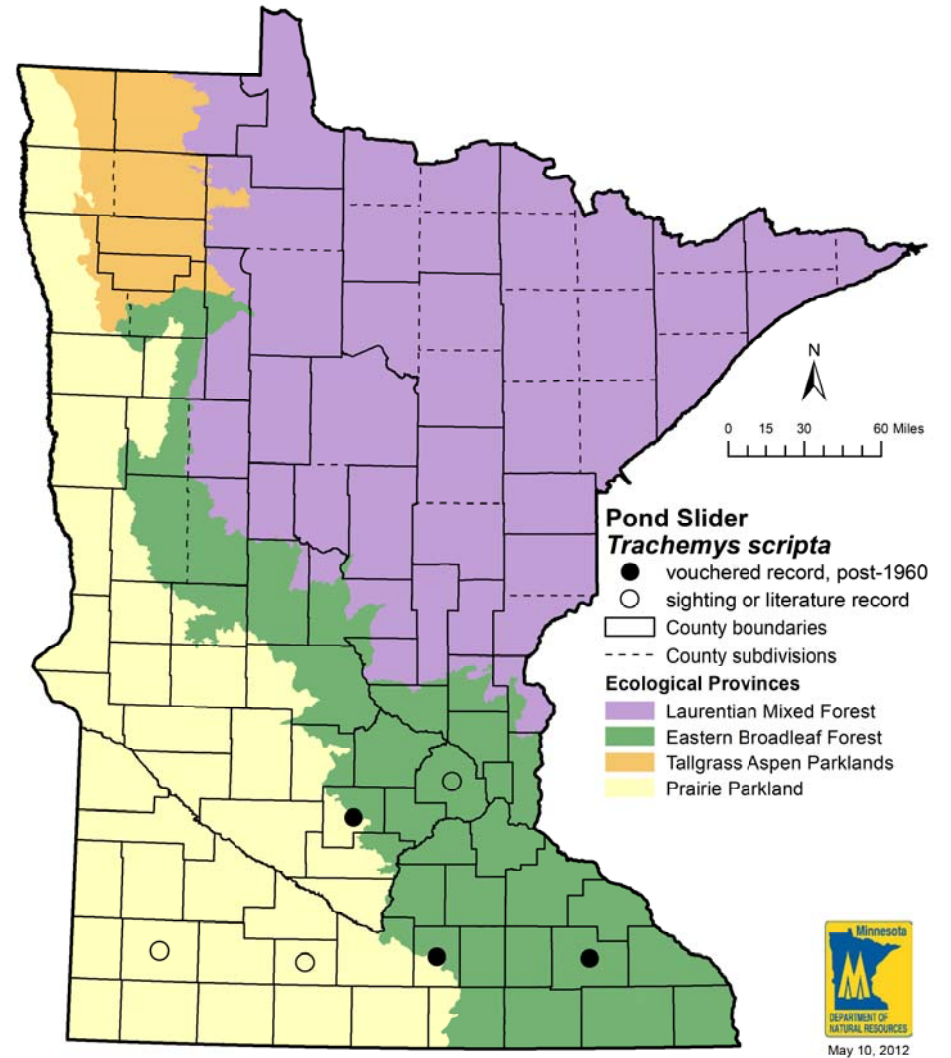 N
0 15 30 60 Miles
Pond Slider
Trachemys scripta
vouchered record, post-1960
sighting or literature record
County boundaries
County subdivisions
Ecological Provinces
Laurentian Mixed Forest
Eastern Broadleaf Forest
Tallgrass Aspen Parklands
Prairie Parkland
Minnesota
DEPARTMENT OF
NATURAL RESOURCES
May 10, 2012